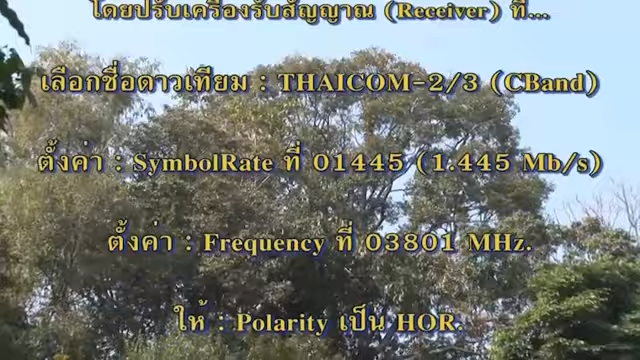 โดยปรับเครื่องรับสัญญาณ (Receiver) ที่...
เลือกชื่อดาวเทียม : THAICOM-2/3 (CBand)
ตั้งค่า : SymbolRate ที่ 01445 (1.445 Mb/s)
ตั้งค่า : Frequency ที่ 03801 MHz.
ให้ : Polarity เป็น HOR.